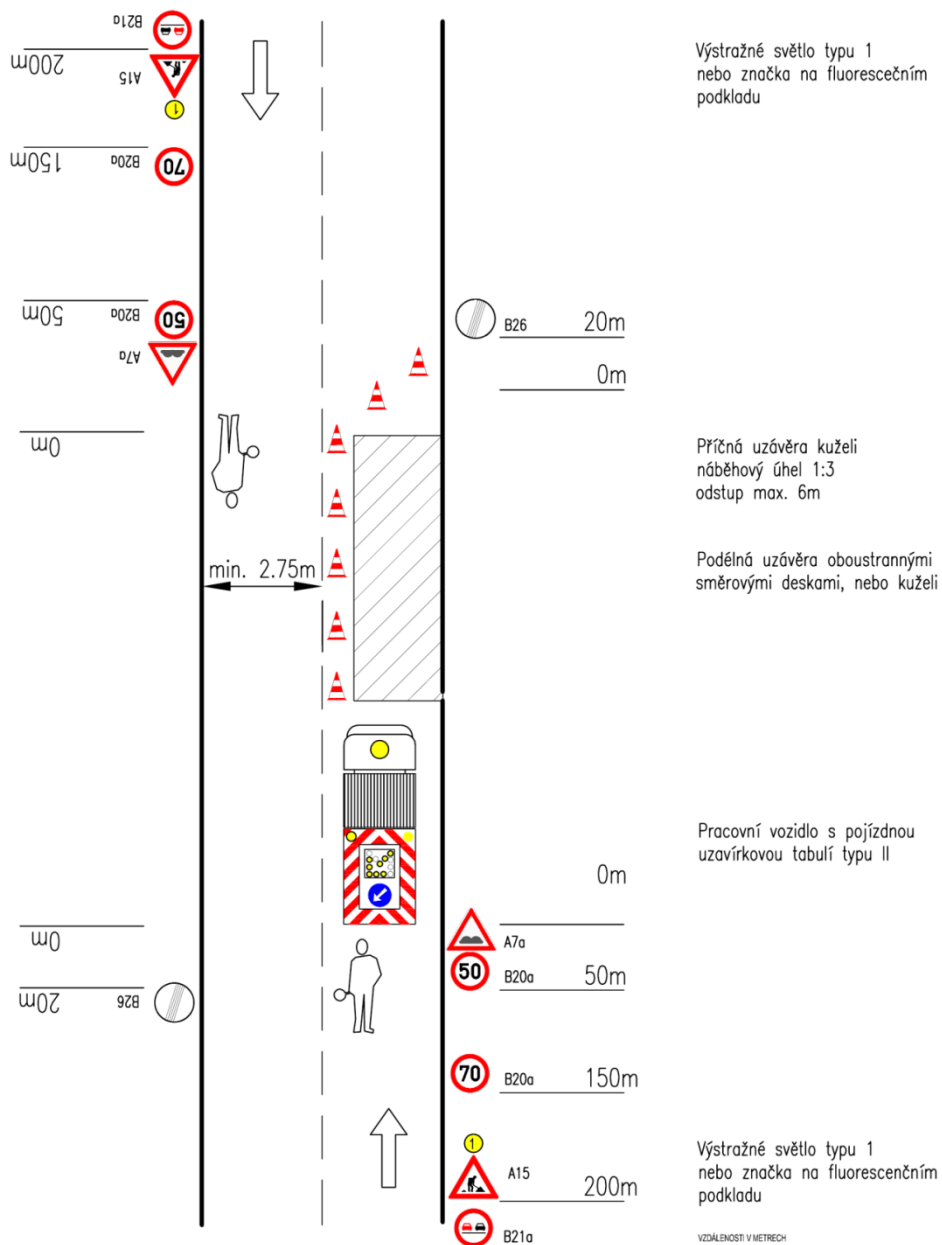 B21a
200m
A15
1
150m
B20a
70
50m
B20a
50
A7a
0m
Výstražné světlo typu 1
nebo značka na fluorescečním
podkladu
B26 20m
0m
Příčná uzávěra kuželi
náběhový úhel 1:3
odstup max. 6m
min. 2.75m
Podélná uzávěra oboustrannými
směrovými deskami, nebo kuželi
Pracovní vozidlo s pojízdnou
uzavírkovou tabulí typu II
0m
0m
A7a
50 B20a 50m
20m B26
70 B20a 150m
1
A15 200m
B21a
Výstražné světlo typu 1
nebo značka na fluorescenčním
podkladu
VZDÁLENOSTI V METRECH